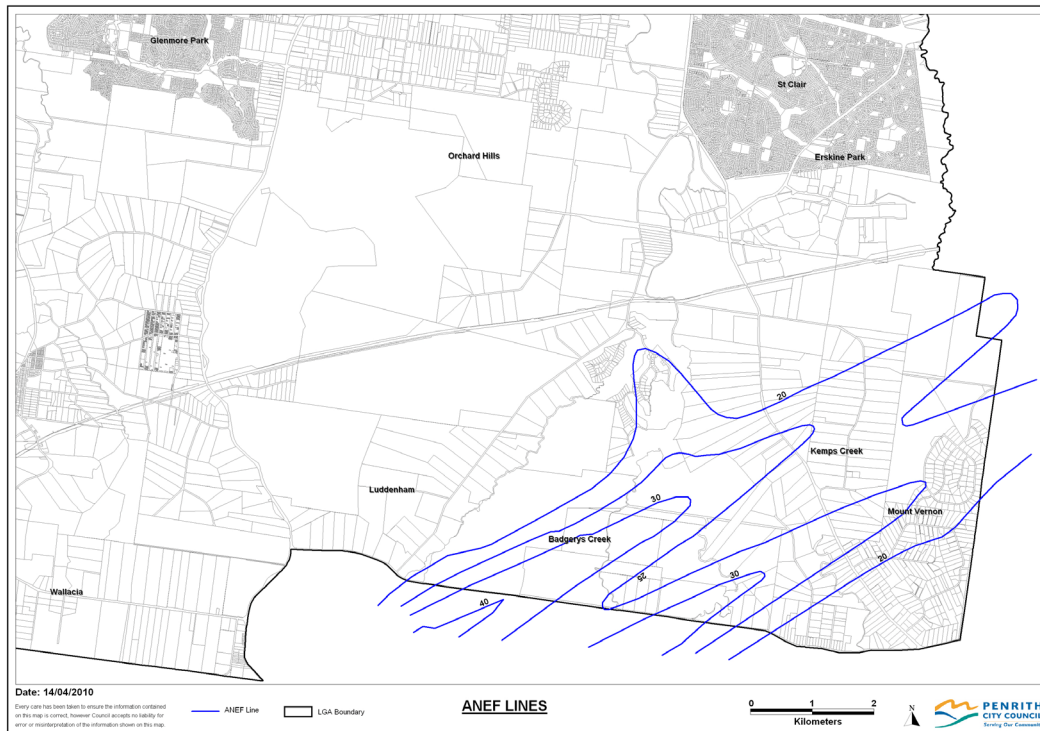 Glenmore Park
St Clair
Orchard Hills
Erskine Park
20
Kemps Creek
Luddenham
30
Mount Vernon
Badgerys Creek
20
25
30
Wallacia
40
Date: 14/04/2010
Every care has been taken to ensure the information contained
on this map is correct, however Council accepts no liability for
error or misinterpretation of the information shown on this map.
ANEF Line
LGA Boundary
ANEF LINES
0 1 2
Kilometers
N
PENRITH
CITY COUNCIL
Serving Our Community